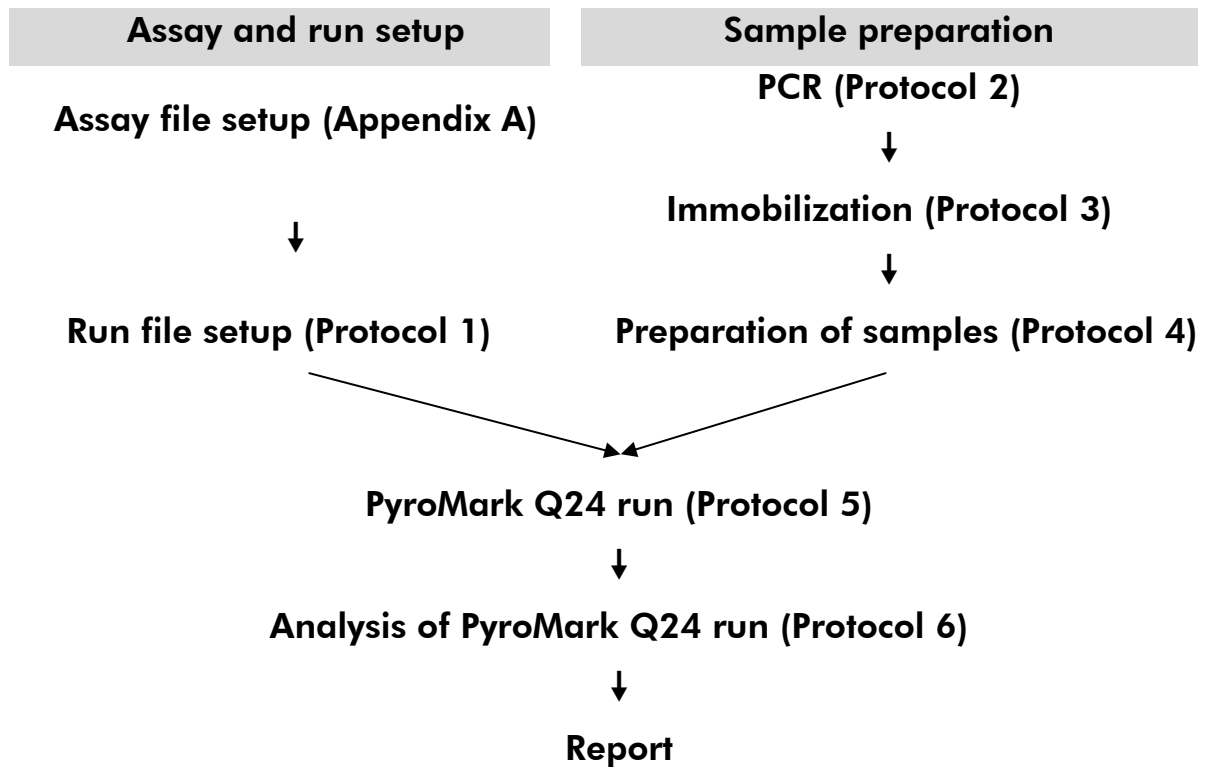 Assay and run setup
Sample preparation
Assay file setup (Appendix A)
Run file setup (Protocol 1)
PCR (Protocol 2)
Immobilization (Protocol 3)
Preparation of samples (Protocol 4)
PyroMark Q24 run (Protocol 5)
Analysis of PyroMark Q24 run (Protocol 6)
Report